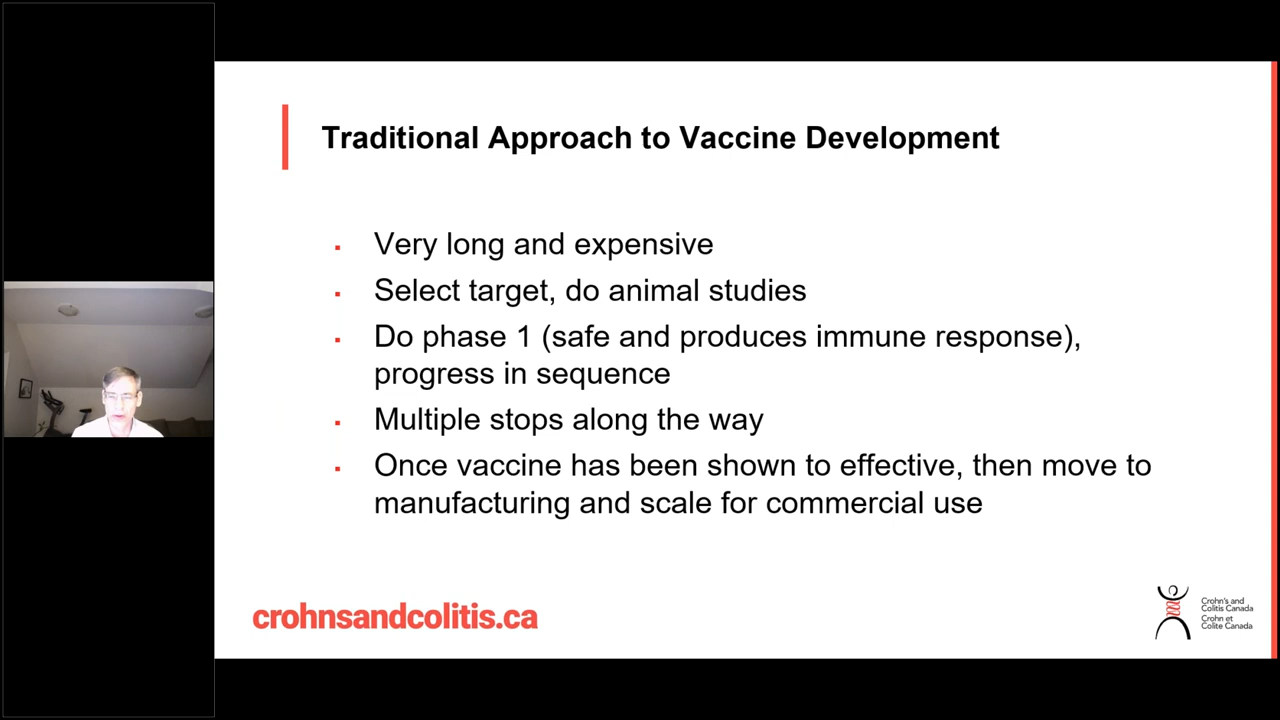 Traditional Approach to Vaccine Development
Very long and expensive
Select target, do animal studies
Do phase 1 (safe and produces immune response),
progress in sequence
Multiple stops along the way
Once vaccine has been shown to effective, then move to
manufacturing and scale for commercial use
crohnsandcolitis.ca
Crohn's and
Colitis Canada
Crohn et
Colite Canada